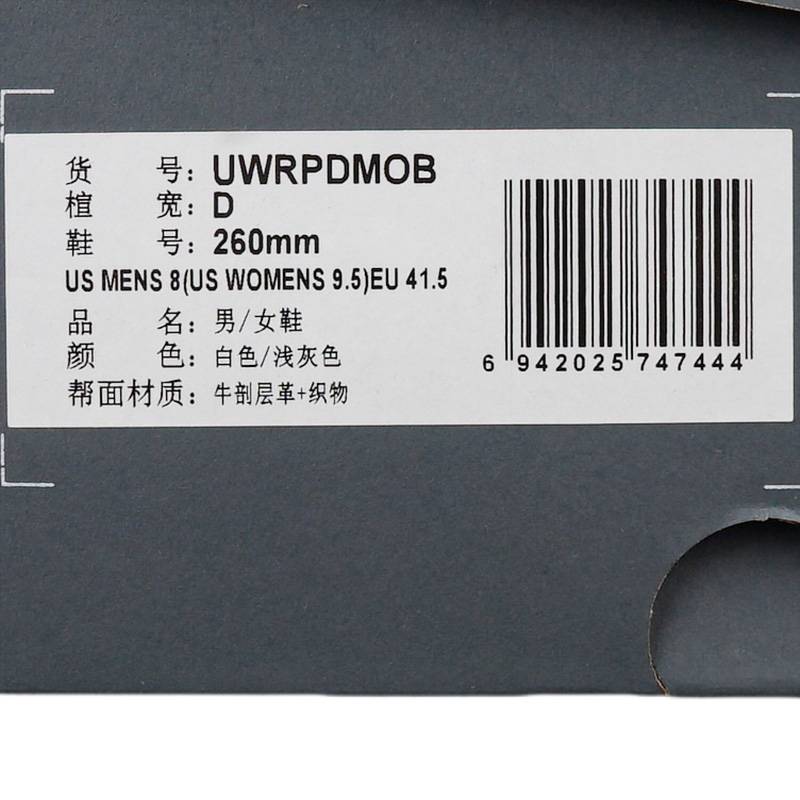 货 号：UWRPDMOB
楦 宽：D
鞋 号：260mm
US MENS 8(US WOMENS 9.5)EU 41.5
品 名：男/女鞋
颜 色：白色/浅灰色
帮面材质：牛剖层革+织物
6 942025 747444